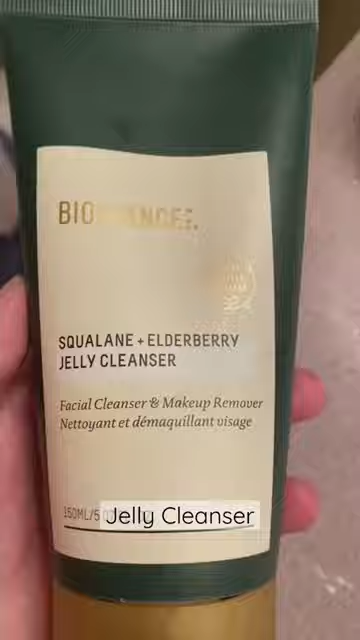 SQUALANE + ELDERBERRY
JELLY CLEANSER
Facial Cleanser & Makeup Remover
Nettoyant et démaquillant visage
Jelly Cleanser